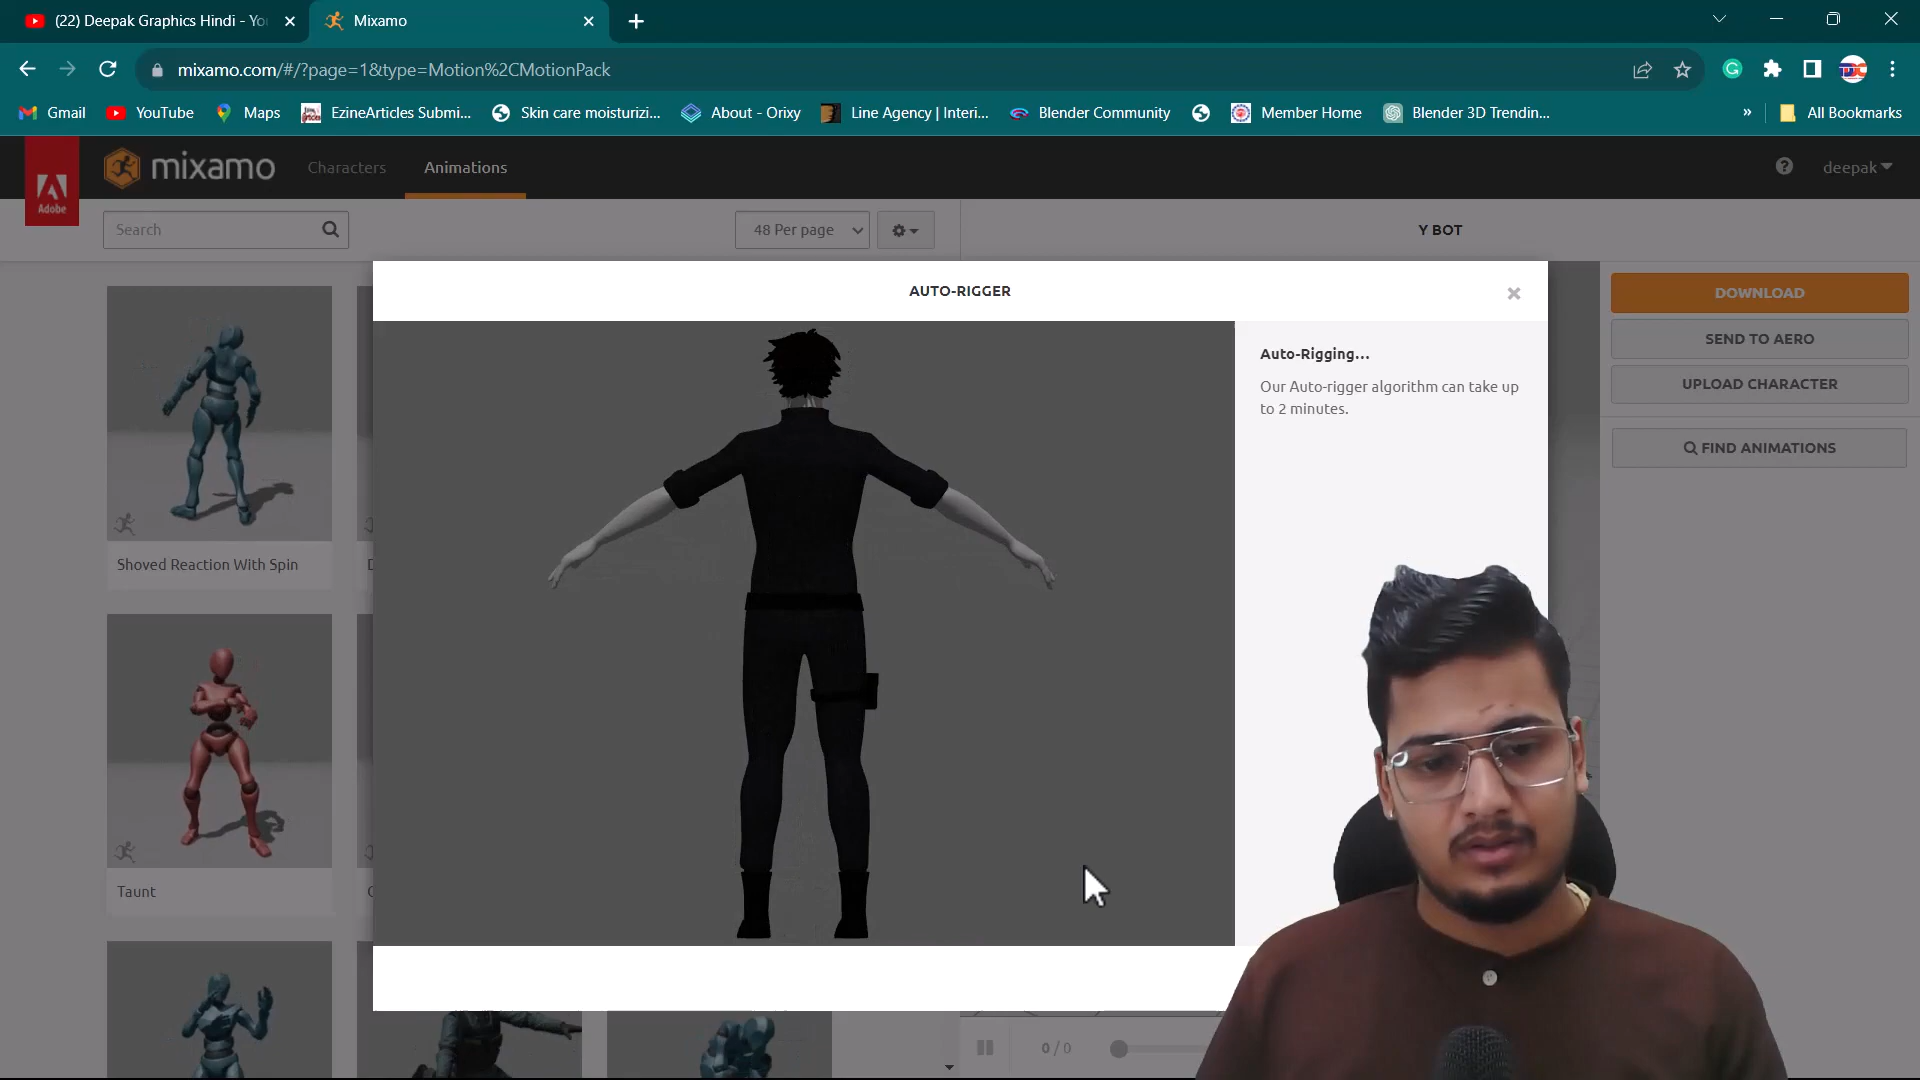 (22) Deepak Graphics Hindi - Yo
Mixamo
mixamo.com/#/?page=1&type=Motion%2CMotionPack
Gmail
YouTube
Maps
EzineArticles Submi...
Skin care moisturizi...
About - Orixy
Line Agency | Interi...
Blender Community
Member Home
Blender 3D Trendin...
»
All Bookmarks
Adobe
mixamo
Characters
Animations
deepak
Search
48 Per page
Y BOT
AUTO-RIGGER
DOWNLOAD
SEND TO AERO
UPLOAD CHARACTER
FIND ANIMATIONS
Auto-Rigging...
Our Auto-rigger algorithm can take up
to 2 minutes.
Shoved Reaction With Spin
Taunt
0 / 0